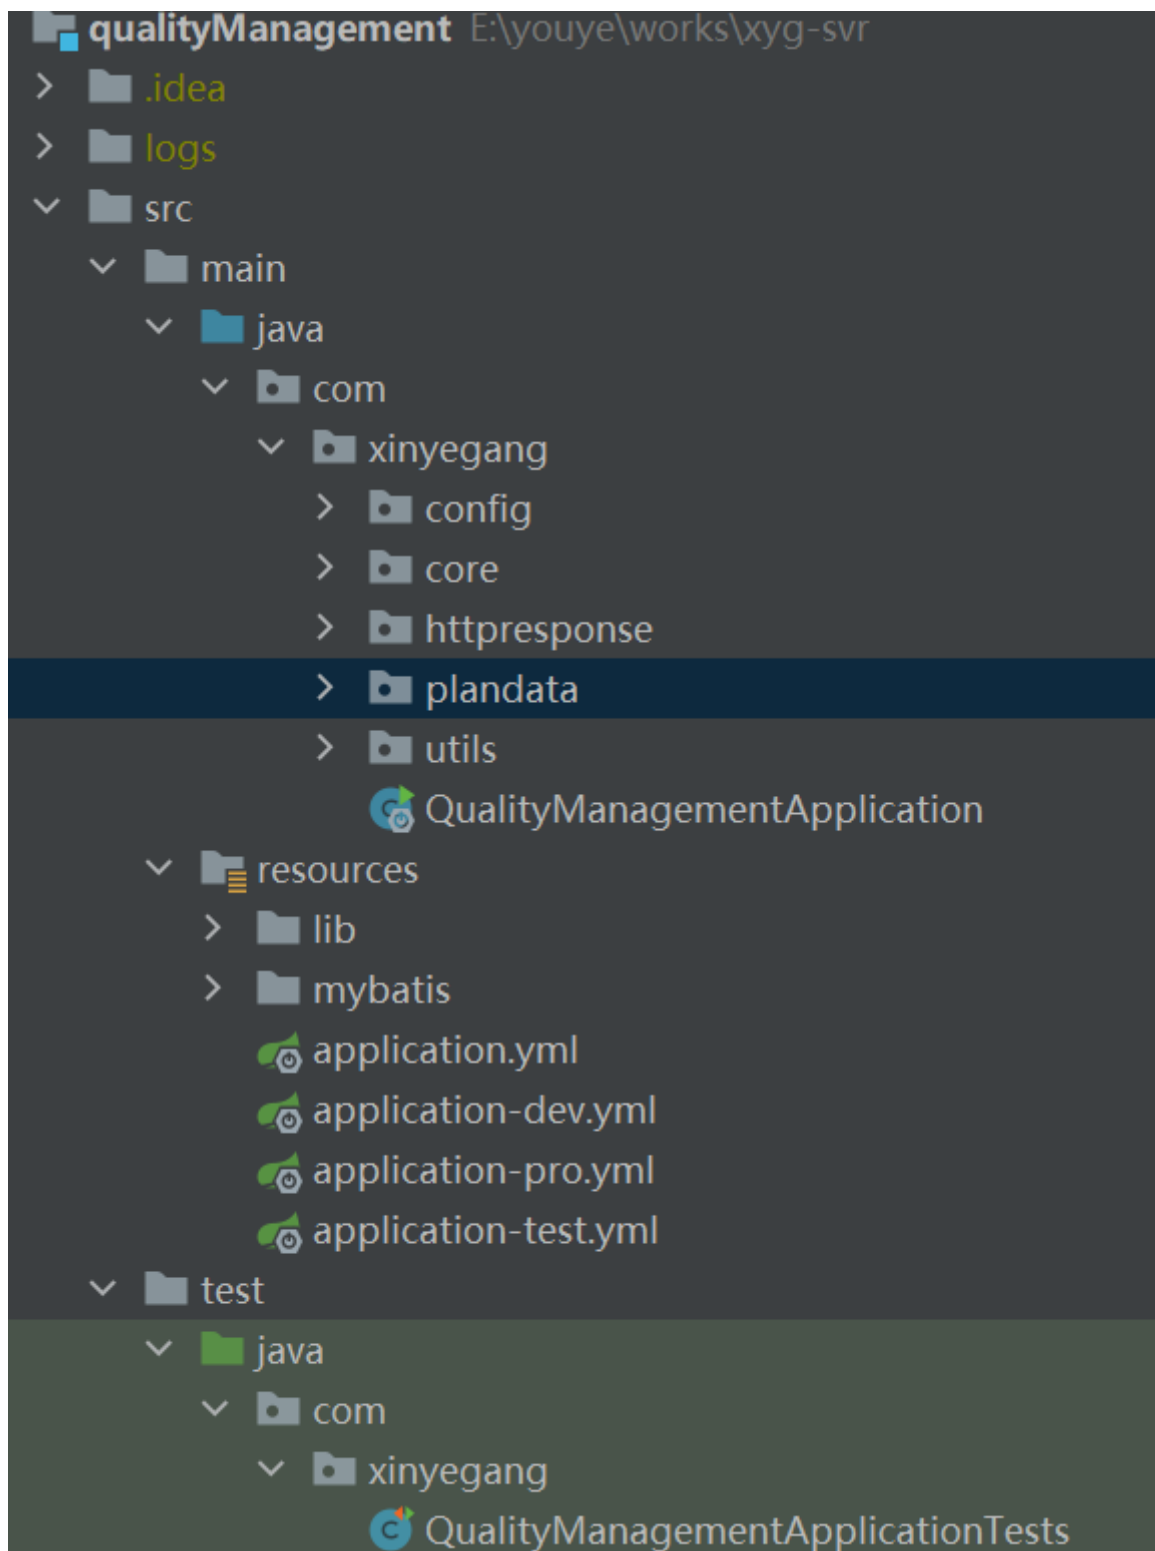 qualityManagement E:\youye\works\xyg-svr
.idea
logs
src
main
java
com
xinyegang
config
core
httpresponse
plandata
utils
QualityManagementApplication
resources
lib
mybatis
application.yml
application-dev.yml
application-pro.yml
application-test.yml
test
java
com
xinyegang
QualityManagementApplicationTests